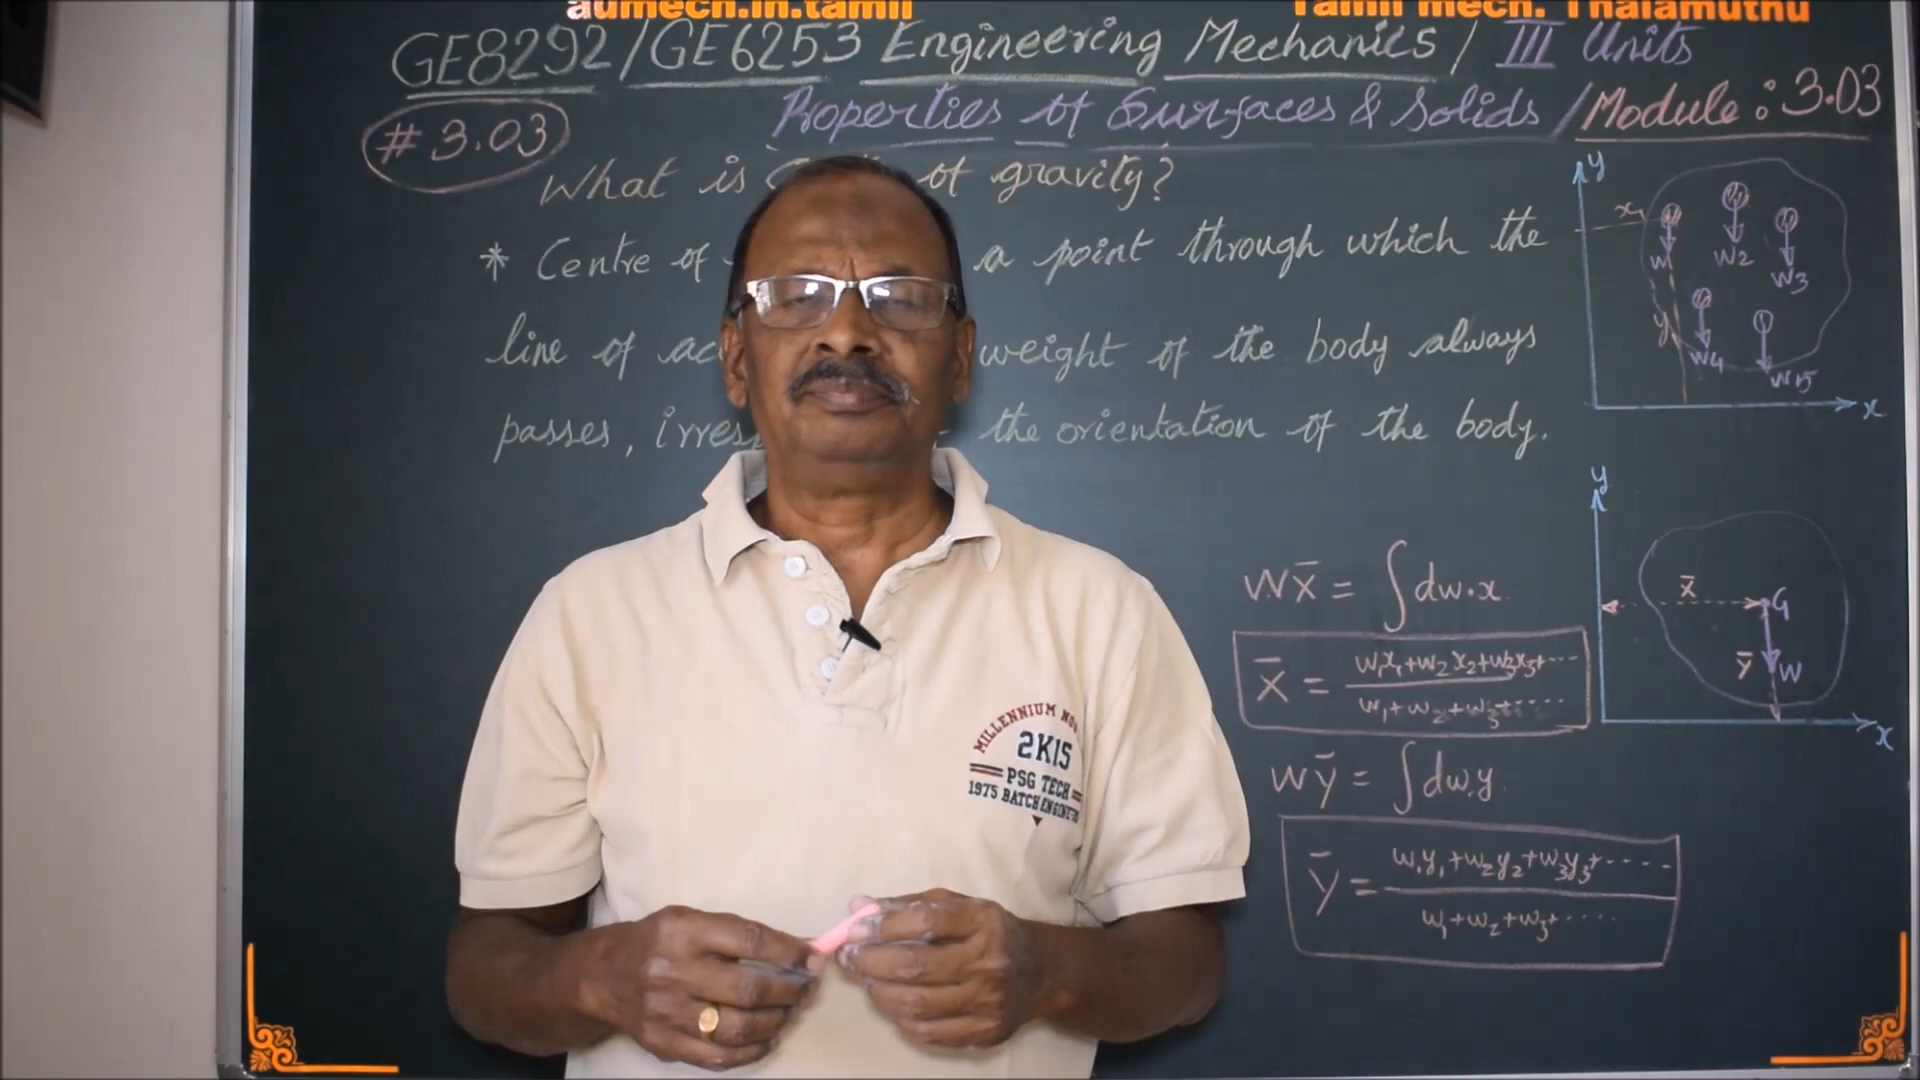 aumech.in.tamil
Tamil mech. Thalamuthu
GE8292/GE6253 Engineering Mechanics / III Units
# 3.03
Properties of Surfaces & Solids / Module : 3.03
What is of gravity?
* Centre of a point through which the
line of weight of the body always
passes, the orientation of the body.
y
x1
W1
W2
W3
y1
W4
W5
x
y
x̄
G
ȳ
W
x
Wx̄ = ∫dw.x
x̄ = w1x1+w2x2+w3x3+····
w1+w2+w3+····
Wȳ = ∫dw.y
ȳ = w1y1+w2y2+w3y3+----
w1+w2+w3+·····
MILLENNIUM
2K15
PSG TECH
1975 BATCH